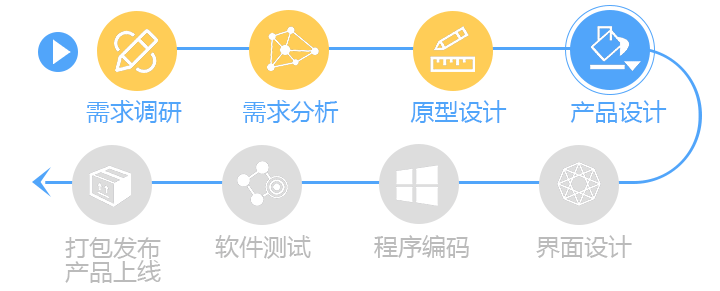 需求调研
需求分析
原型设计
产品设计
界面设计
程序编码
软件测试
打包发布
产品上线